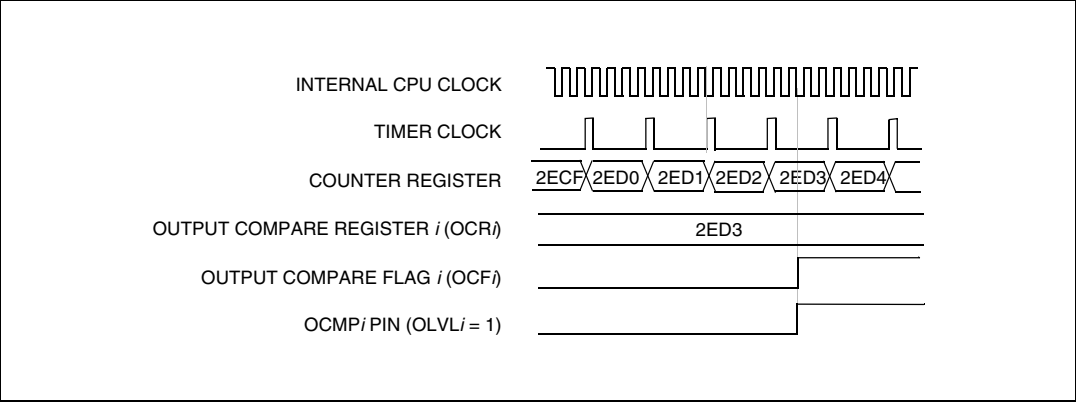 INTERNAL CPU CLOCK
TIMER CLOCK
COUNTER REGISTER 2ECF 2ED0 2ED1 2ED2 2ED3 2ED4
OUTPUT COMPARE REGISTER i (OCRi) 2ED3
OUTPUT COMPARE FLAG i (OCFi)
OCMPi PIN (OLVLi = 1)